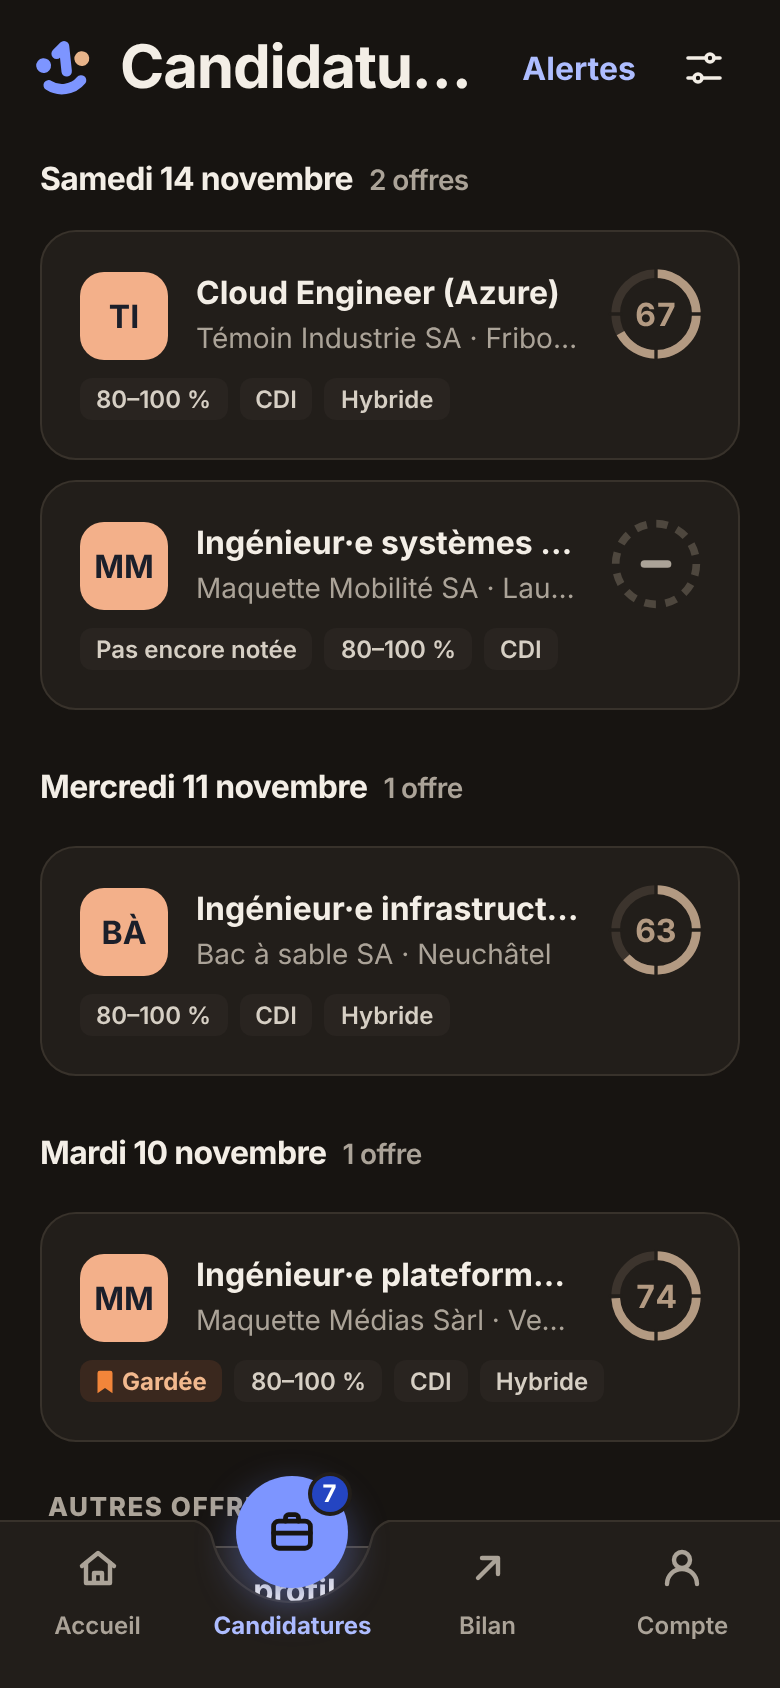 Candidatu...
Alertes
Samedi 14 novembre 2 offres
TI
Cloud Engineer (Azure)
Témoin Industrie SA · Fribo...
67
80–100 % CDI Hybride
MM
Ingénieur·e systèmes ...
Maquette Mobilité SA · Lau...
Pas encore notée 80–100 % CDI
Mercredi 11 novembre 1 offre
BÀ
Ingénieur·e infrastruct...
Bac à sable SA · Neuchâtel
63
80–100 % CDI Hybride
Mardi 10 novembre 1 offre
MM
Ingénieur·e plateform...
Maquette Médias Sàrl · Ve...
74
Gardée 80–100 % CDI Hybride
AUTRES
7
profil
Accueil Candidatures Bilan Compte